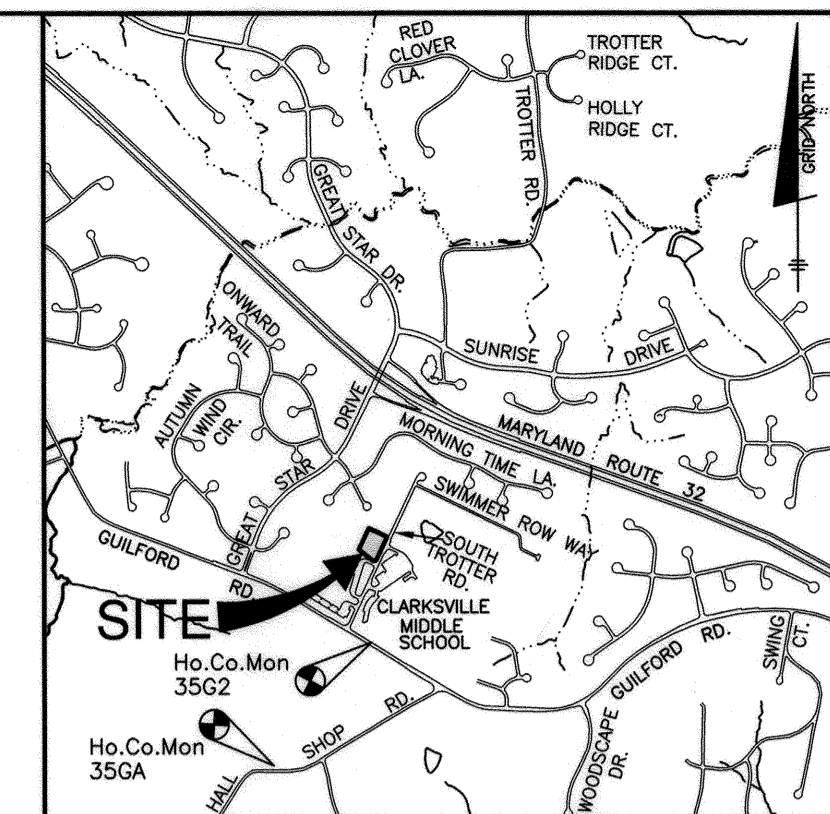 RED
CLOVER
LA.
TROTTER
RIDGE CT.
HOLLY
RIDGE CT.
TROTTER RD.
GRID NORTH
GREAT STAR DR.
ONWARD
TRAIL
SUNRISE DRIVE
AUTUMN
WIND
CIR.
GREAT STAR DRIVE
MORNING TIME LA.
MARYLAND ROUTE 32
SWIMMER ROW WAY
GUILFORD RD.
SOUTH
TROTTER
RD.
SITE
CLARKSVILLE
MIDDLE
SCHOOL
Ho.Co.Mon
35G2
GUILFORD RD.
SWING
CT.
Ho.Co.Mon
35GA
HALL SHOP RD.
WOODSCAPE
DR.